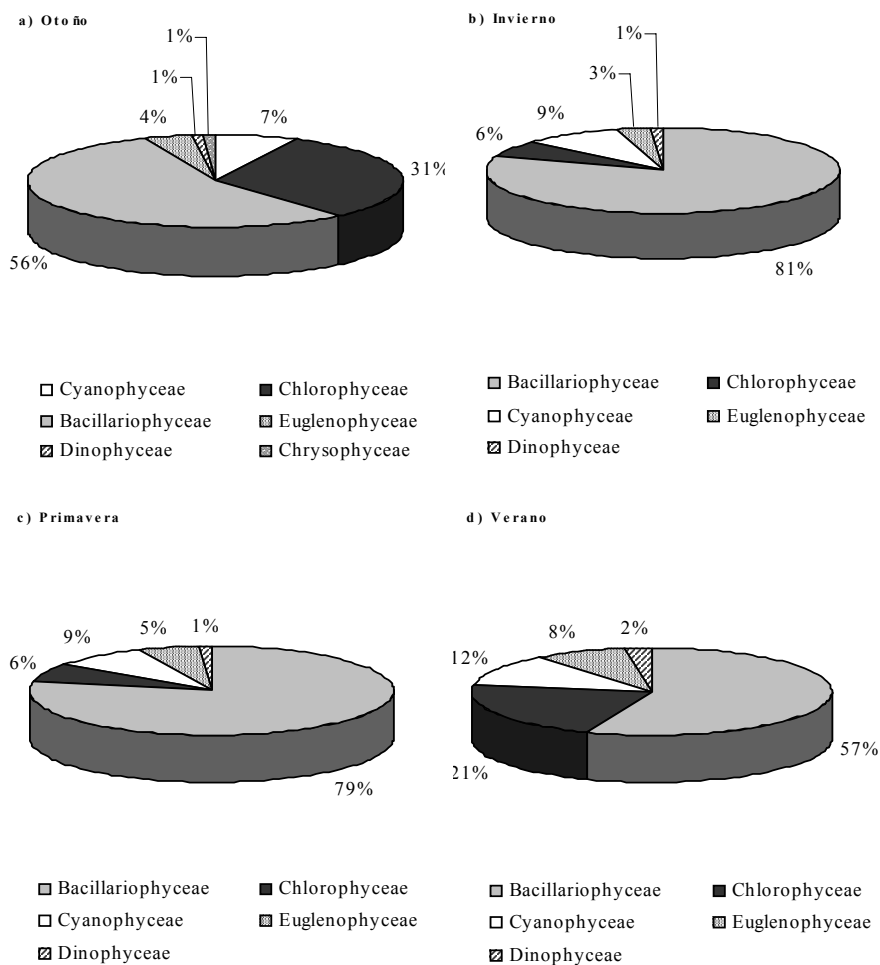 a) Otoño
1%
1%
4%
7%
31%
56%
Cyanophyceae
Chlorophyceae
Bacillariophyceae
Euglenophyceae
Dinophyceae
Chrysophyceae
b) Invierno
1%
3%
9%
6%
81%
Bacillariophyceae
Chlorophyceae
Cyanophyceae
Euglenophyceae
Dinophyceae
c) Primavera
1%
5%
9%
6%
79%
Bacillariophyceae
Chlorophyceae
Cyanophyceae
Euglenophyceae
Dinophyceae
d) Verano
2%
8%
12%
21%
57%
Bacillariophyceae
Chlorophyceae
Cyanophyceae
Euglenophyceae
Dinophyceae